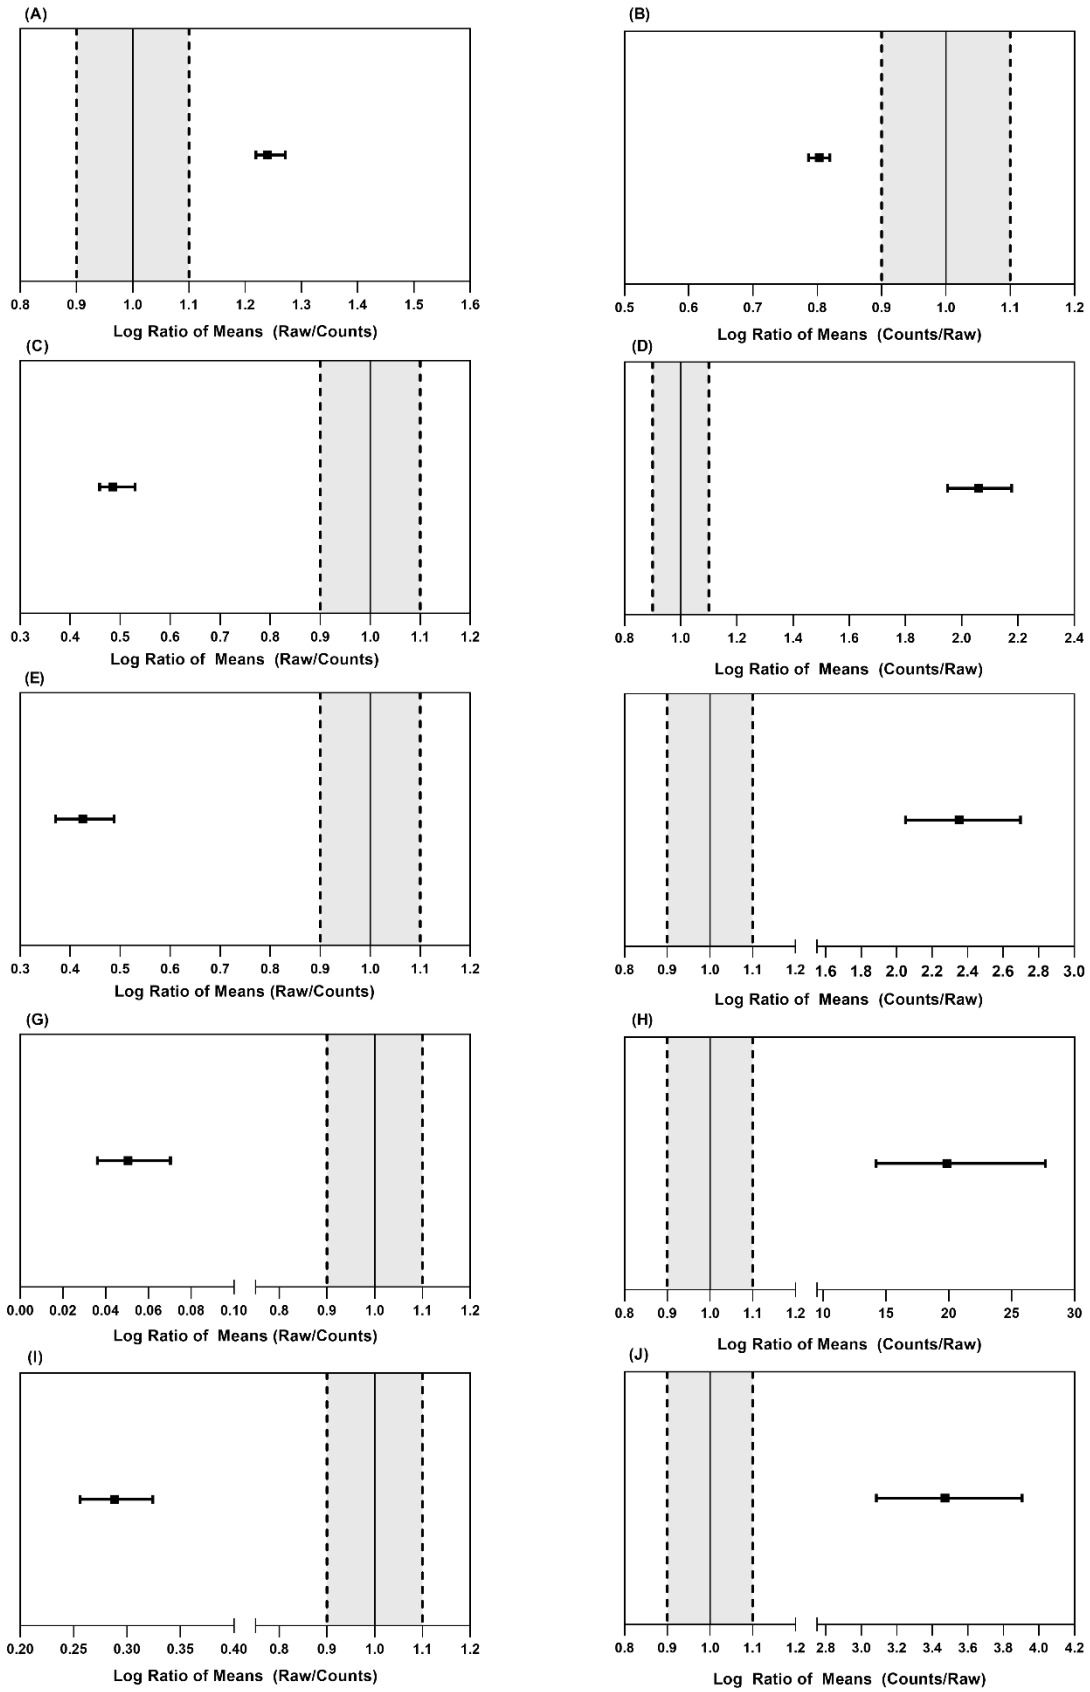 (A)
0.8 0.9 1.0 1.1 1.2 1.3 1.4 1.5 1.6
Log Ratio of Means (Raw/Counts)
(B)
0.5 0.6 0.7 0.8 0.9 1.0 1.1 1.2
Log Ratio of Means (Counts/Raw)
(C)
0.3 0.4 0.5 0.6 0.7 0.8 0.9 1.0 1.1 1.2
Log Ratio of Means (Raw/Counts)
(D)
0.8 1.0 1.2 1.4 1.6 1.8 2.0 2.2 2.4
Log Ratio of Means (Counts/Raw)
(E)
0.3 0.4 0.5 0.6 0.7 0.8 0.9 1.0 1.1 1.2
Log Ratio of Means (Raw/Counts)
0.8 0.9 1.0 1.2 1.6 1.8 2.0 2.2 2.4 2.6 2.8 3.0
Log Ratio of Means (Counts/Raw)
(G)
0.00 0.02 0.04 0.06 0.08 0.10 0.8 0.9 1.0 1.1 1.2
Log Ratio of Means (Raw/Counts)
(H)
0.8 0.9 1.0 1.1 1.2 10 15 20 25 30
Log Ratio of Means (Counts/Raw)
(I)
0.20 0.25 0.30 0.35 0.40 0.8 0.9 1.0 1.1 1.2
Log Ratio of Means (Raw/Counts)
(J)
0.8 0.9 1.0 1.1 1.2 2.8 3.0 3.2 3.4 3.6 3.8 4.0 4.2
Log Ratio of Means (Counts/Raw)